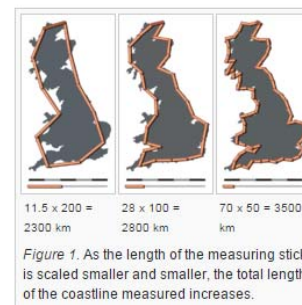 11.5 x 200 =
2300 km
28 x 100 =
2800 km
70 x 50 = 3500
km
Figure 1. As the length of the measuring stick
is scaled smaller and smaller, the total length
of the coastline measured increases.